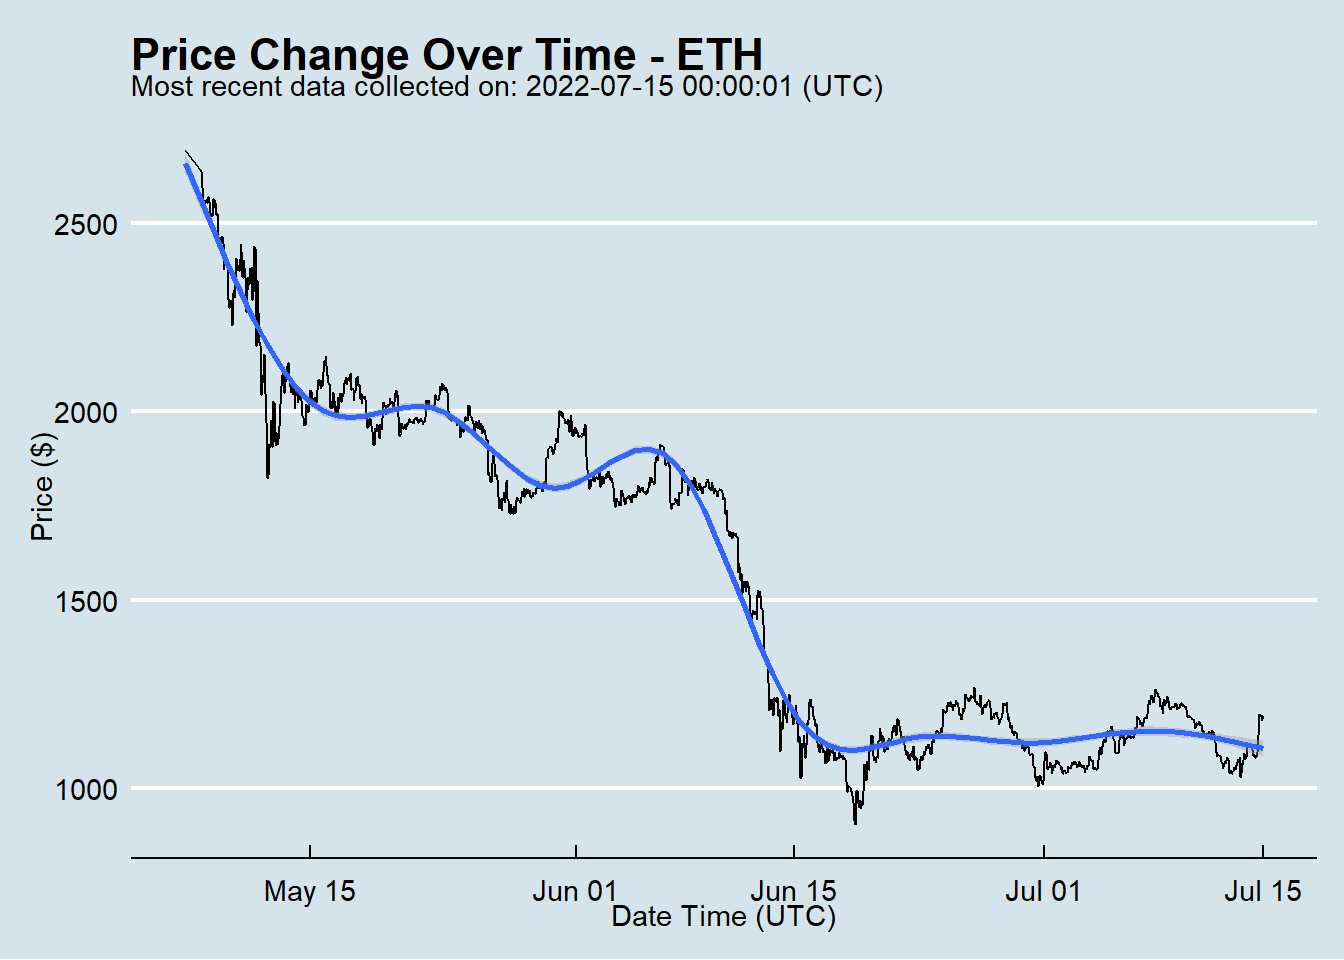 Price Change Over Time - ETH
Most recent data collected on: 2022-07-15 00:00:01 (UTC)
Price ($)
2500
2000
1500
1000
May 15 Jun 01 Jun 15 Jul 01 Jul 15
Date Time (UTC)